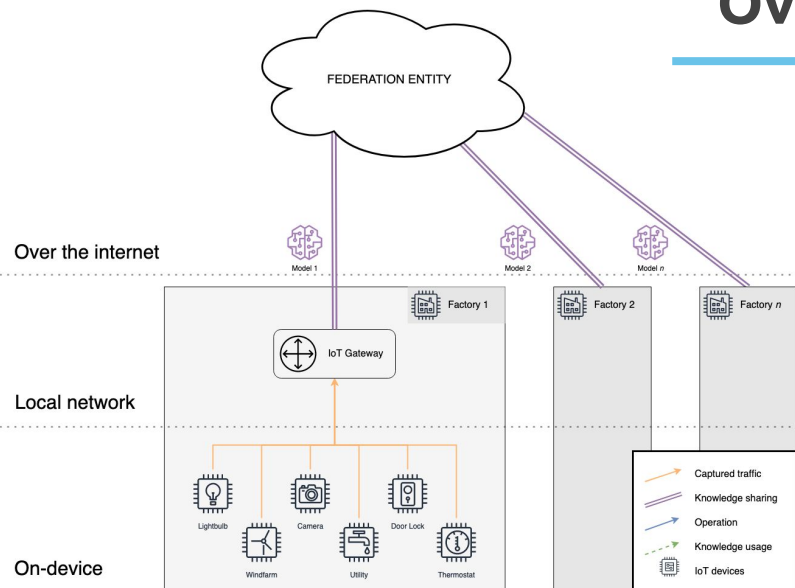 OV
FEDERATION ENTITY
Over the internet
Model 1
Model 2
Model n
Factory 1
Factory 2
Factory n
IoT Gateway
Local network
Lightbulb
Camera
Door Lock
Windfarm
Utility
Thermostat
On-device
Captured traffic
Knowledge sharing
Operation
Knowledge usage
IoT devices